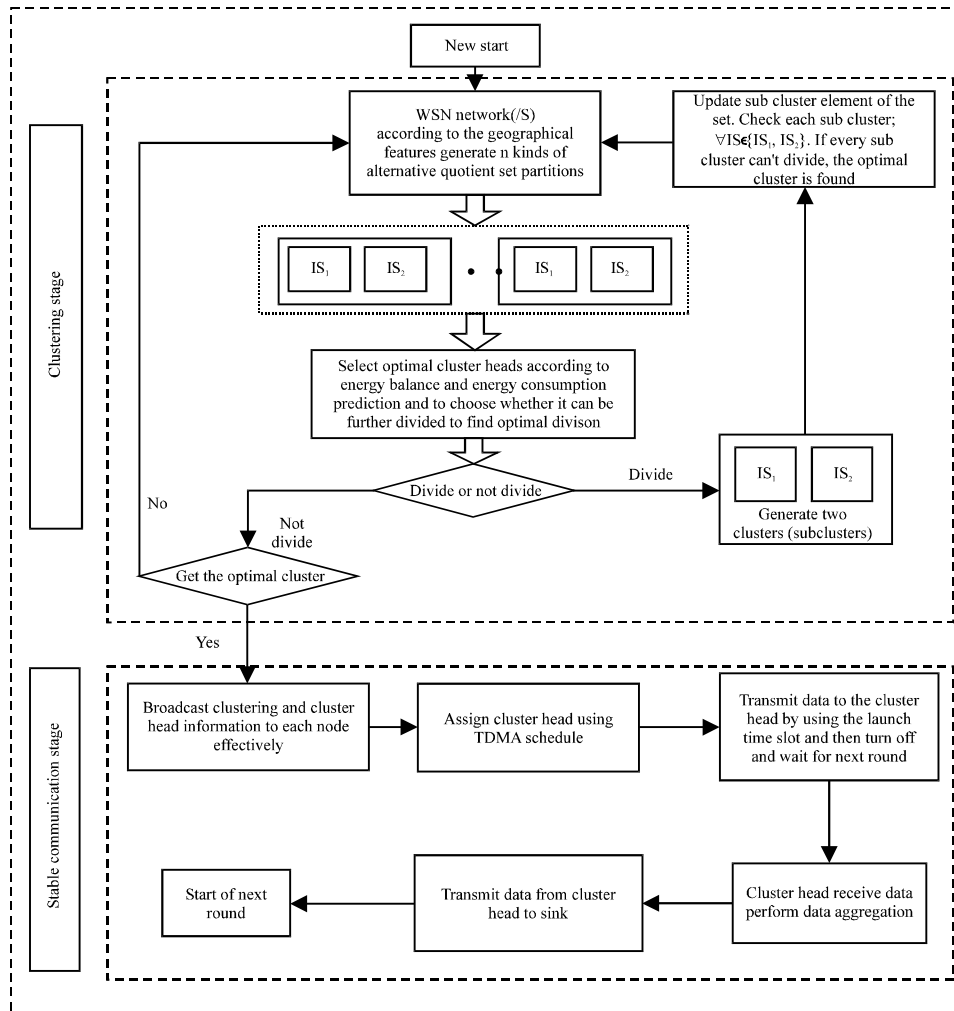 New start
WSN network(/S)
according to the geographical
features generate n kinds of
alternative quotient set partitions
Update sub cluster element of the
set. Check each sub cluster;
∀ISϵ{IS₁, IS₂}. If every sub
cluster can't divide, the optimal
cluster is found
IS₁
IS₂
IS₁
IS₂
Clustering stage
Select optimal cluster heads according to
energy balance and energy consumption
prediction and to choose whether it can be
further divided to find optimal divison
Divide or not divide
Divide
IS₁
IS₂
Generate two
clusters (subclusters)
No
Not
divide
Get the optimal cluster
Yes
Stable communication stage
Broadcast clustering and cluster
head information to each node
effectively
Assign cluster head using
TDMA schedule
Transmit data to the cluster
head by using the launch
time slot and then turn off
and wait for next round
Cluster head receive data
perform data aggregation
Transmit data from cluster
head to sink
Start of next
round